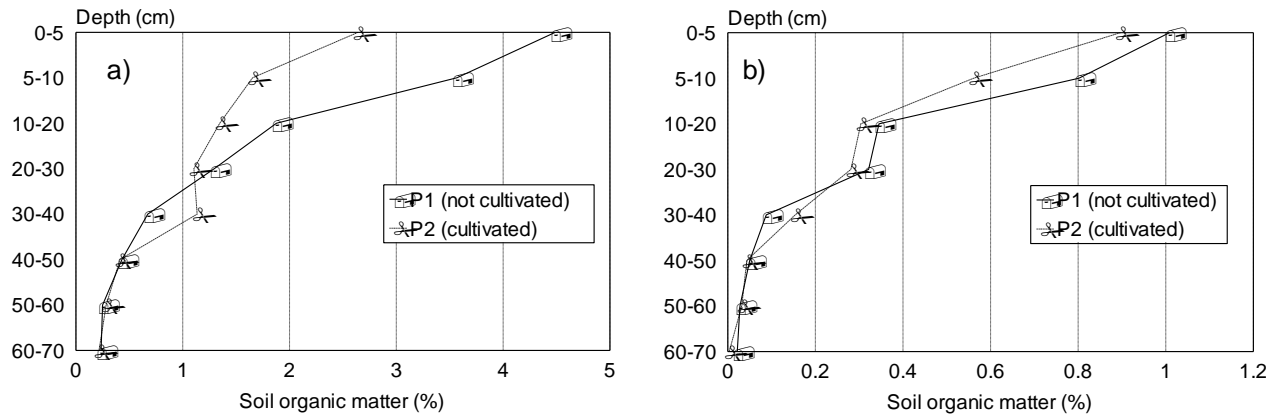 Depth (cm)
0-5
5-10
10-20
20-30
30-40
40-50
50-60
60-70
a)
P1 (not cultivated)
P2 (cultivated)
0 1 2 3 4 5
Soil organic matter (%)
Depth (cm)
0-5
5-10
10-20
20-30
30-40
40-50
50-60
60-70
b)
P1 (not cultivated)
P2 (cultivated)
0 0.2 0.4 0.6 0.8 1 1.2
Soil organic matter (%)